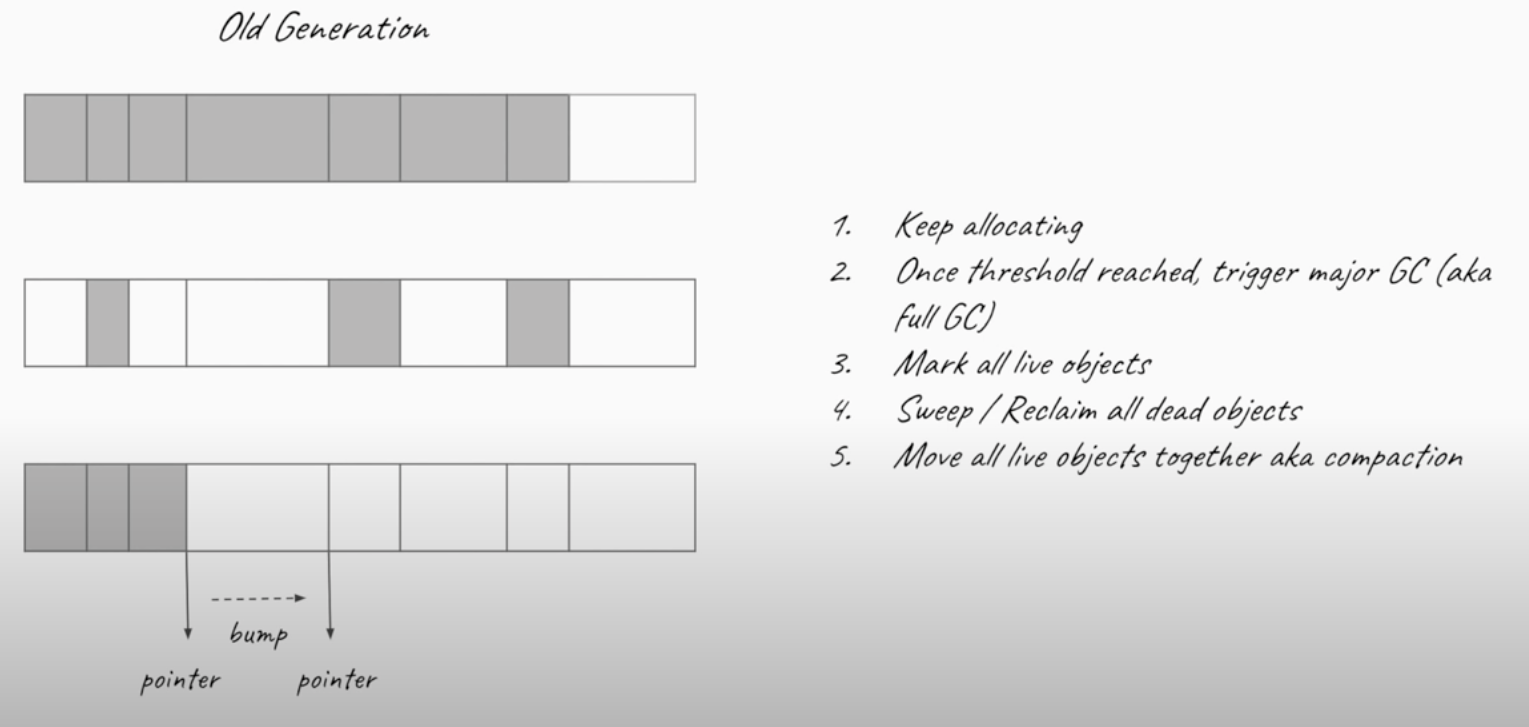 Old Generation
1. Keep allocating
2. Once threshold reached, trigger major GC (aka
full GC)
3. Mark all live objects
4. Sweep / Reclaim all dead objects
5. Move all live objects together aka compaction
bump
pointer pointer